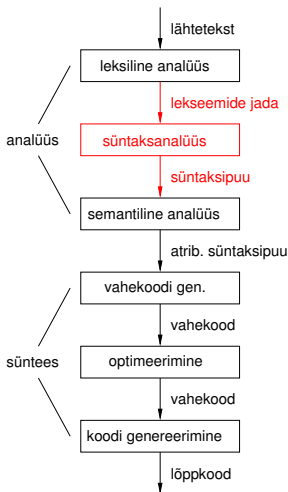 lähtetekst
leksiline analüüs
lekseemide jada
analüüs
süntaksanalüüs
süntaksipuu
semantiline analüüs
atrib. süntaksipuu
vahekoodi gen.
vahekood
süntees
optimeerimine
vahekood
koodi genereerimine
lõppkood